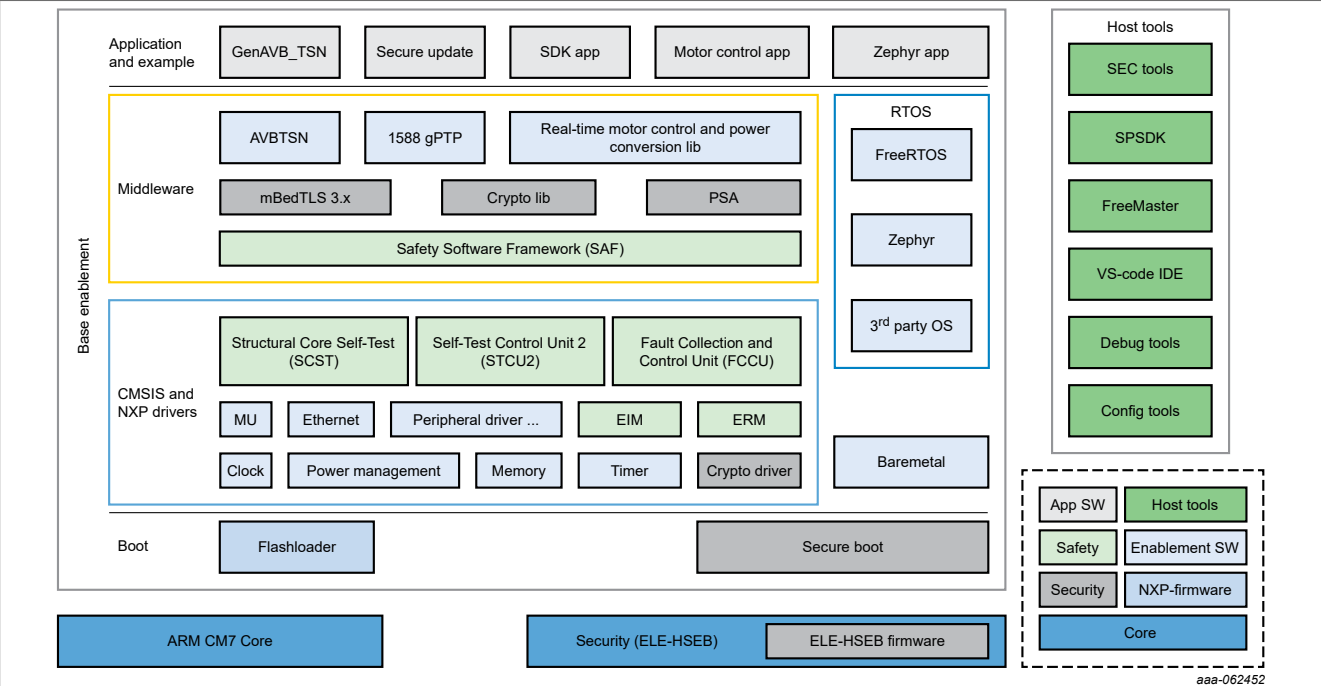 Application
and example
GenAVB_TSN
Secure update
SDK app
Motor control app
Zephyr app
Base enablement
Middleware
AVBTSN
1588 gPTP
Real-time motor control and power
conversion lib
mBedTLS 3.x
Crypto lib
PSA
Safety Software Framework (SAF)
RTOS
FreeRTOS
Zephyr
3rd party OS
CMSIS and
NXP drivers
Structural Core Self-Test
(SCST)
Self-Test Control Unit 2
(STCU2)
Fault Collection and
Control Unit (FCCU)
MU
Ethernet
Peripheral driver ...
EIM
ERM
Clock
Power management
Memory
Timer
Crypto driver
Baremetal
Boot
Flashloader
Secure boot
ARM CM7 Core
Security (ELE-HSEB)
ELE-HSEB firmware
Host tools
SEC tools
SPSDK
FreeMaster
VS-code IDE
Debug tools
Config tools
App SW
Host tools
Safety
Enablement SW
Security
NXP-firmware
Core
aaa-062452